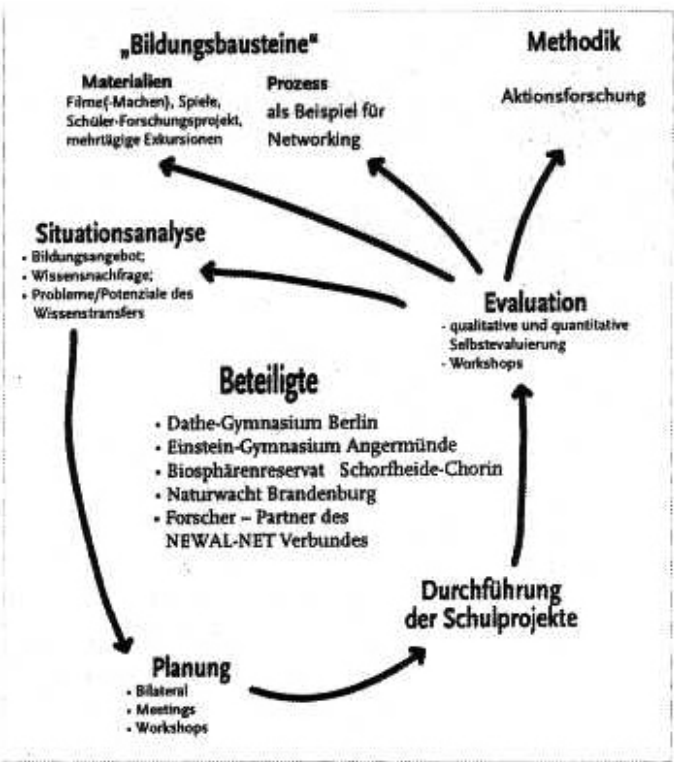 „Bildungsbausteine“
Materialien
Filme(-Machen), Spiele,
Schüler-Forschungsprojekt,
mehrtägige Exkursionen
Prozess
als Beispiel für
Networking
Methodik
Aktionsforschung
Situationsanalyse
• Bildungsangebot;
• Wissensnachfrage;
• Probleme/Potenziale des
Wissenstransfers
Evaluation
- qualitative und quantitative
Selbstevaluierung
- Workshops
Beteiligte
• Dathe-Gymnasium Berlin
• Einstein-Gymnasium Angermünde
• Biosphärenreservat Schorfheide-Chorin
• Naturwacht Brandenburg
• Forscher – Partner des
NEWAL-NET Verbundes
Durchführung
der Schulprojekte
Planung
• Bilateral
• Meetings
• Workshops